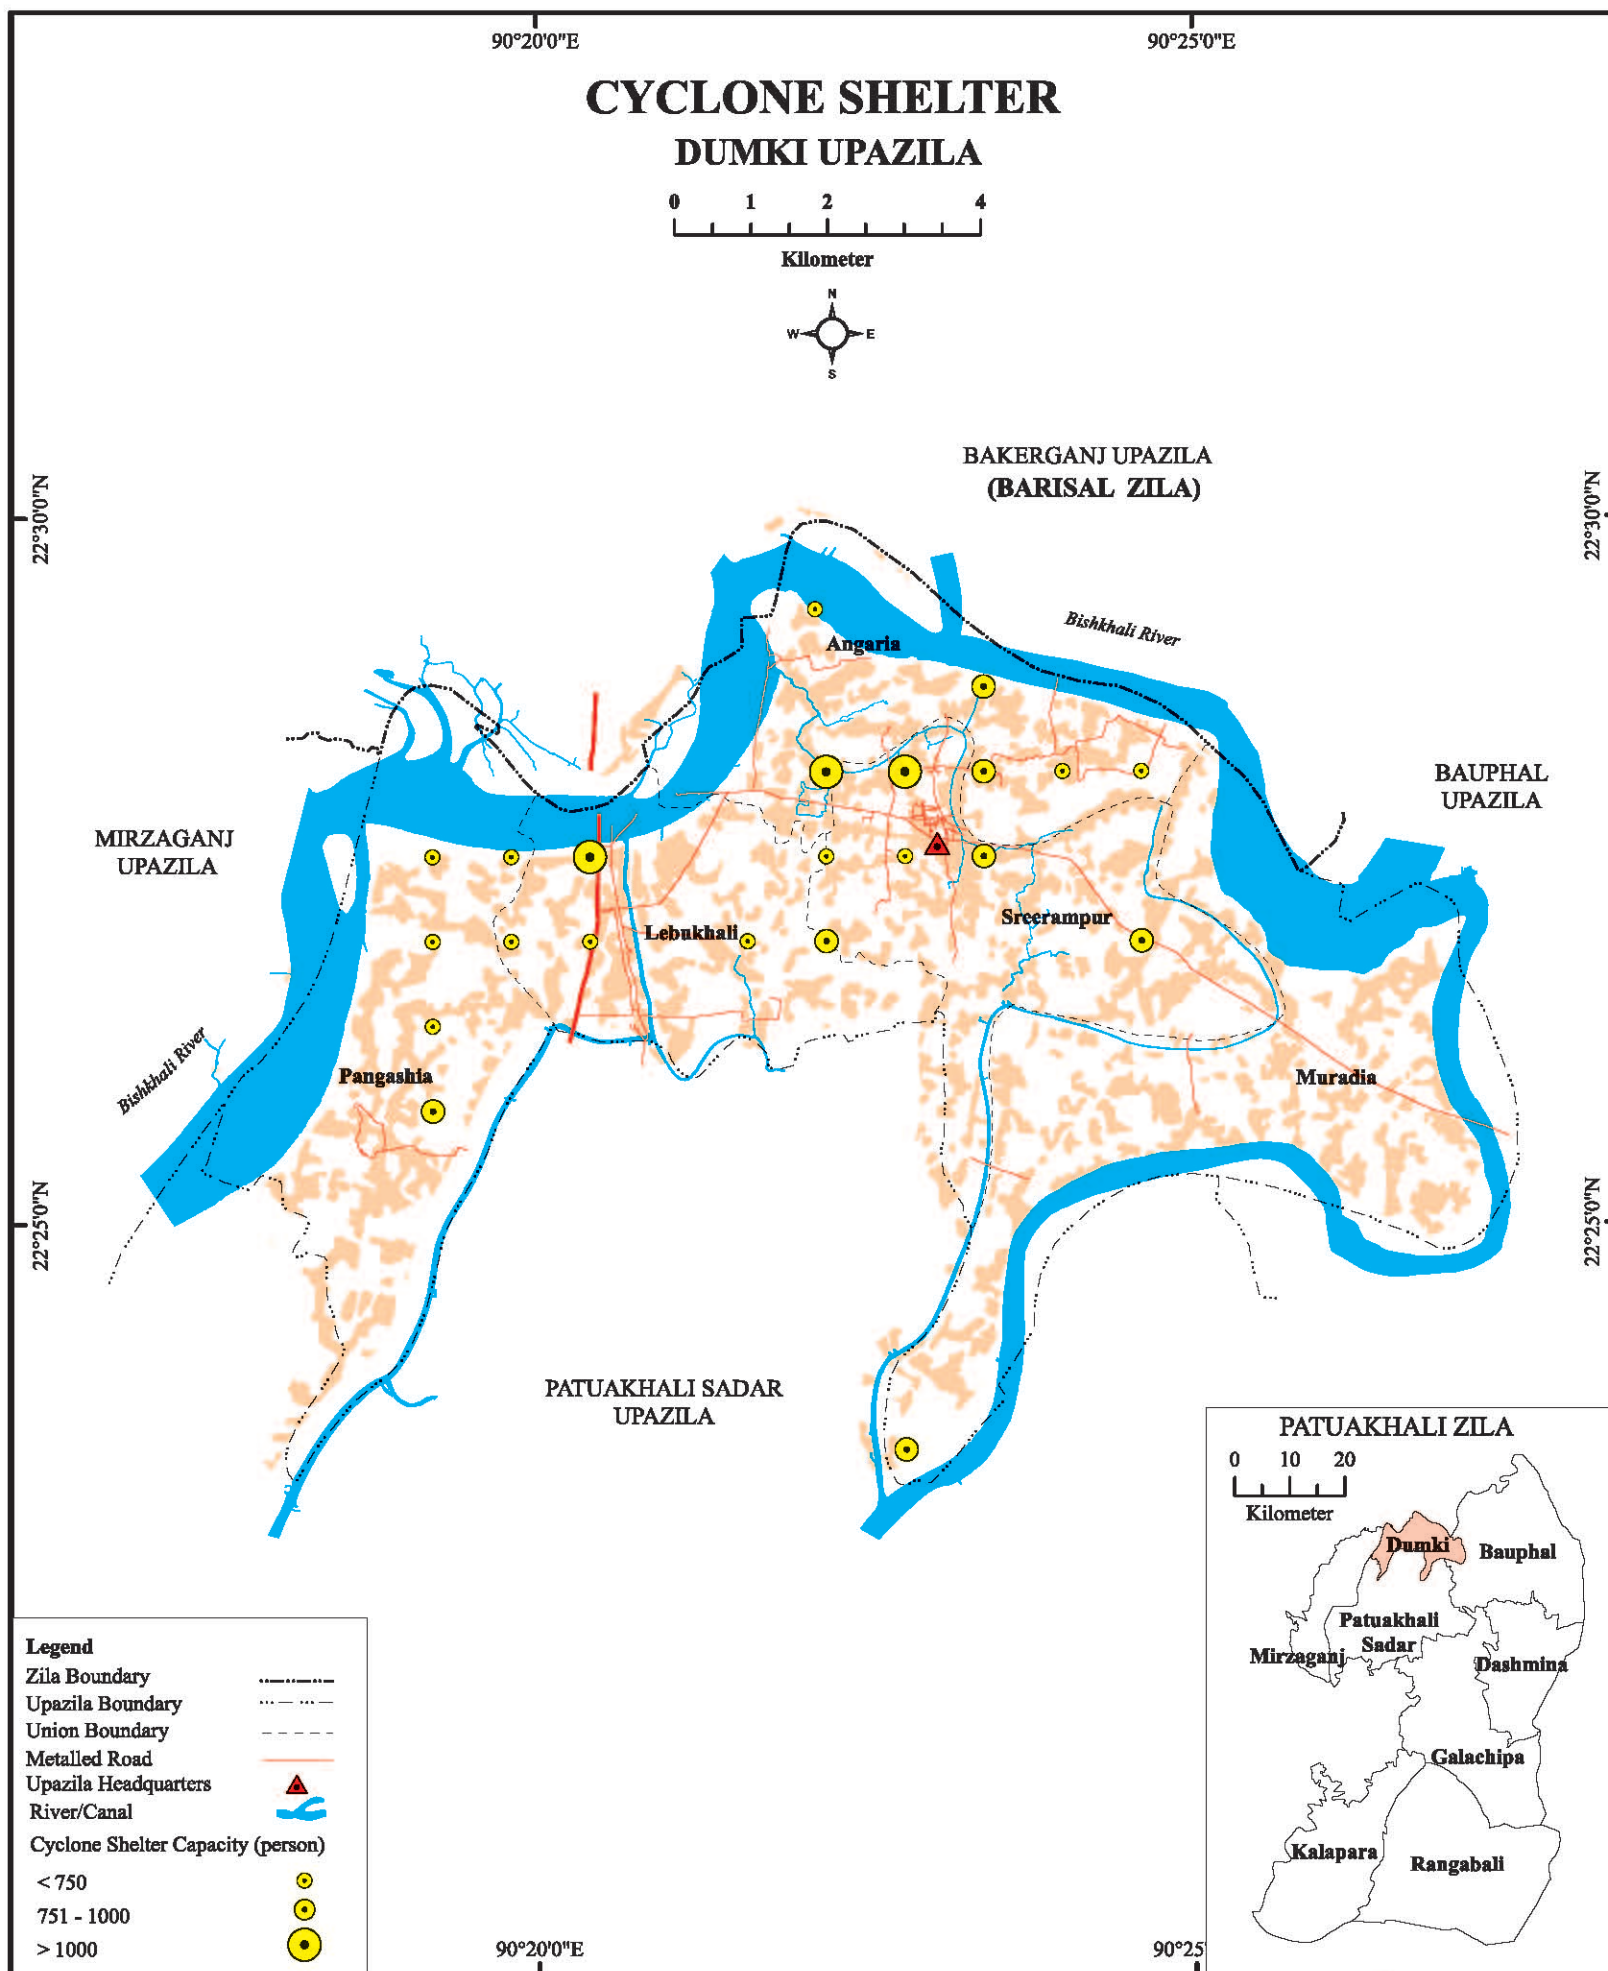 90°20'0"E
90°25'0"E
CYCLONE SHELTER
DUMKI UPAZILA
0 1 2 4
Kilometer
N
W E
S
BAKERGANJ UPAZILA
(BARISAL ZILA)
22°30'0"N
22°30'0"N
Bishkhali River
Angaria
BAUPHAL
UPAZILA
MIRZAGANJ
UPAZILA
Sreerampur
Lebukhali
Bishkhali River
Pangashia
Muradia
22°25'0"N
22°25'0"N
PATUAKHALI SADAR
UPAZILA
PATUAKHALI ZILA
0 10 20
Kilometer
Dumki
Bauphal
Patuakhali
Sadar
Mirzaganj
Dashmina
Galachipa
Kalapara
Rangabali
Legend
Zila Boundary
Upazila Boundary
Union Boundary
Metalled Road
Upazila Headquarters
River/Canal
Cyclone Shelter Capacity (person)
< 750
751 - 1000
> 1000
90°20'0"E
90°25'